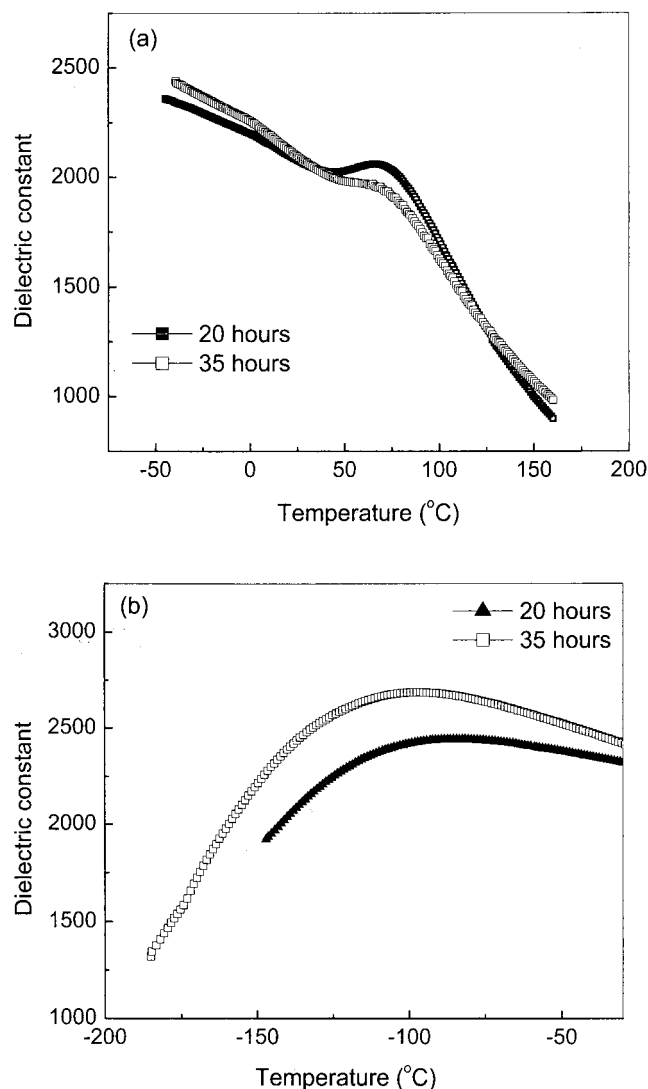 (a)
2500
2000
1500
1000
Dielectric constant
20 hours
35 hours
-50 0 50 100 150 200
Temperature (°C)
(b)
20 hours
35 hours
3000
2500
2000
1500
1000
Dielectric constant
-200 -150 -100 -50
Temperature (°C)